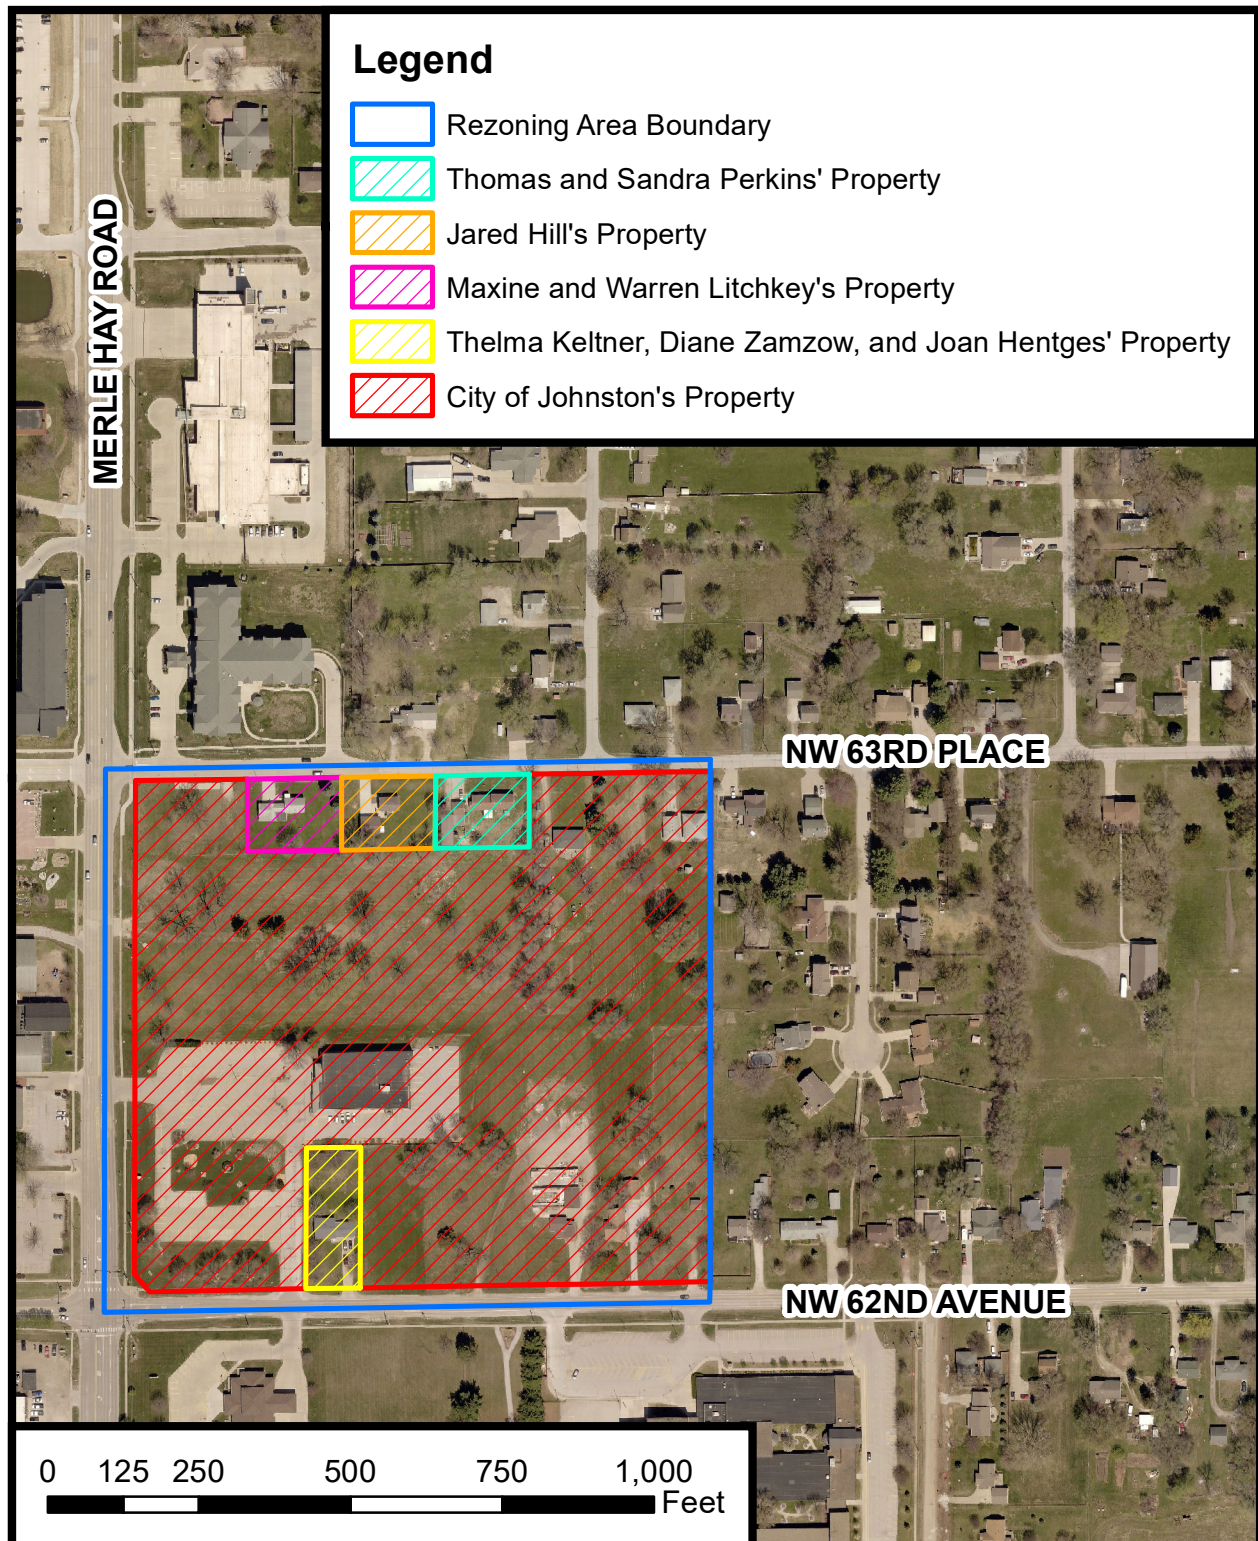 Legend
Rezoning Area Boundary
Thomas and Sandra Perkins' Property
Jared Hill's Property
Maxine and Warren Litchkey's Property
Thelma Keltner, Diane Zamzow, and Joan Hentges' Property
City of Johnston's Property
MERLE HAY ROAD
NW 63RD PLACE
NW 62ND AVENUE
0 125 250 500 750 1,000
Feet